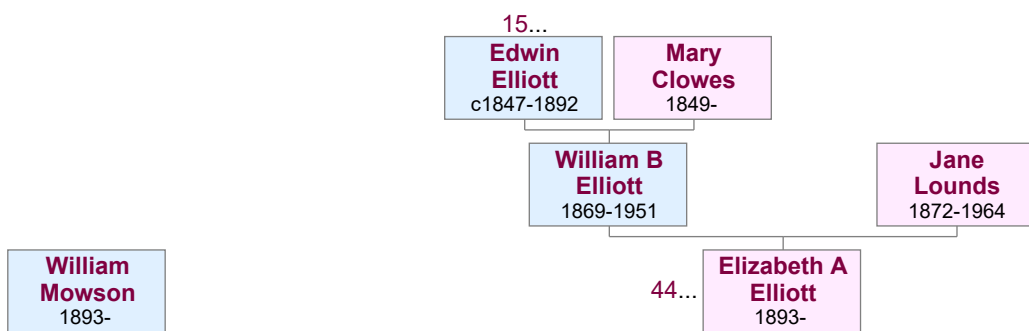 15...
Edwin
Elliott
c1847-1892
Mary
Clowes
1849-
William B
Elliott
1869-1951
Jane
Lounds
1872-1964
William
Mowson
1893-
44...
Elizabeth A
Elliott
1893-